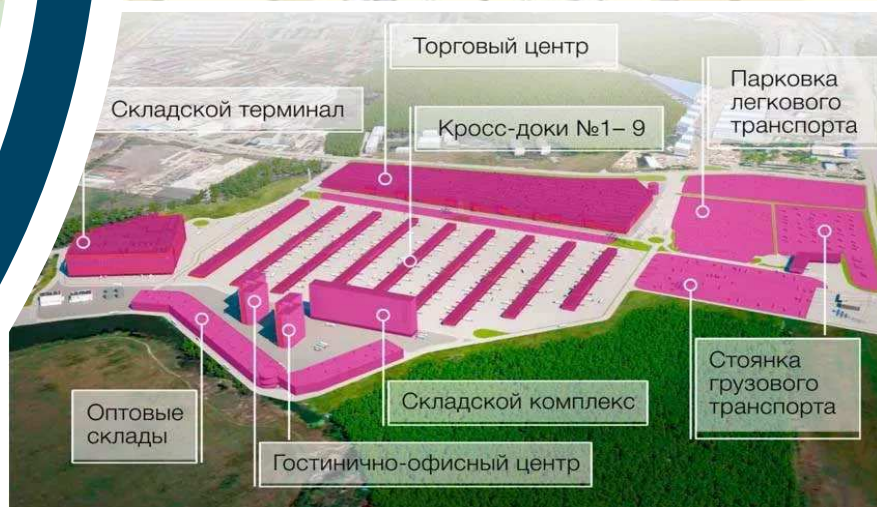 Торговый центр
Парковка
легкового
транспорта
Складской терминал
Кросс-доки №1– 9
Стоянка
грузового
транспорта
Оптовые
склады
Складской комплекс
Гостинично-офисный центр